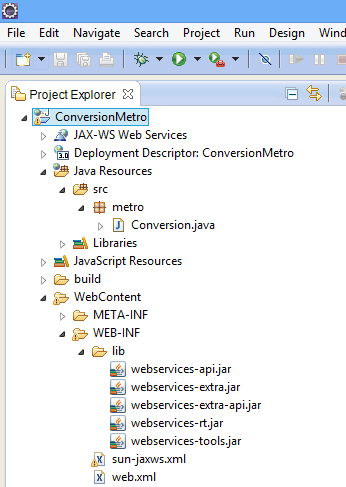 File Edit Navigate Search Project Run Design Wind
Project Explorer
ConversionMetro
JAX-WS Web Services
3.0 Deployment Descriptor: ConversionMetro
Java Resources
src
metro
Conversion.java
Libraries
JavaScript Resources
build
WebContent
META-INF
WEB-INF
lib
webservices-api.jar
webservices-extra.jar
webservices-extra-api.jar
webservices-rt.jar
webservices-tools.jar
sun-jaxws.xml
web.xml